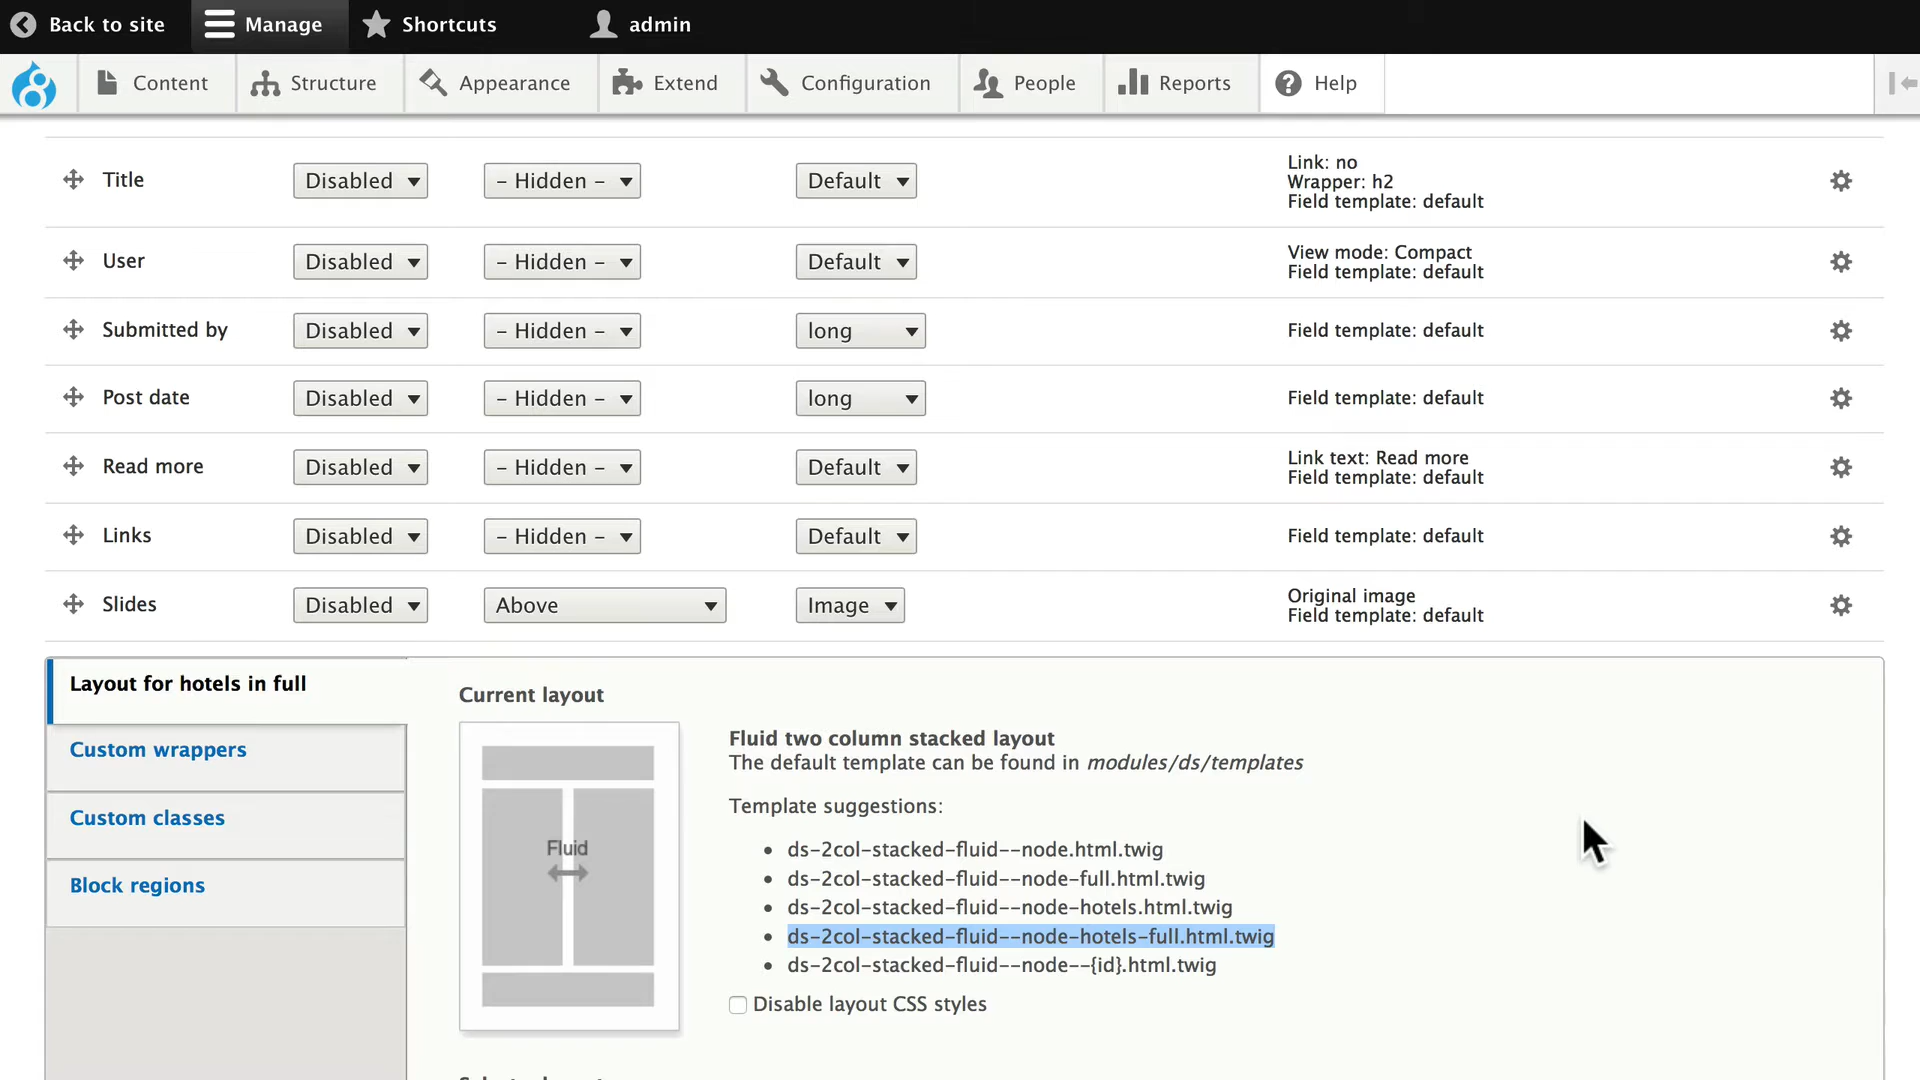 Back to site
Manage
Shortcuts
admin
Content
Structure
Appearance
Extend
Configuration
People
Reports
Help
Title
Disabled
- Hidden -
Default
Link: no
Wrapper: h2
Field template: default
User
Disabled
- Hidden -
Default
View mode: Compact
Field template: default
Submitted by
Disabled
- Hidden -
long
Field template: default
Post date
Disabled
- Hidden -
long
Field template: default
Read more
Disabled
- Hidden -
Default
Link text: Read more
Field template: default
Links
Disabled
- Hidden -
Default
Field template: default
Slides
Disabled
Above
Image
Original image
Field template: default
Layout for hotels in full
Custom wrappers
Custom classes
Block regions
Current layout
Fluid
Fluid two column stacked layout
The default template can be found in modules/ds/templates
Template suggestions:
ds-2col-stacked-fluid--node.html.twig
ds-2col-stacked-fluid--node-full.html.twig
ds-2col-stacked-fluid--node-hotels.html.twig
ds-2col-stacked-fluid--node-hotels-full.html.twig
ds-2col-stacked-fluid--node--{id}.html.twig
Disable layout CSS styles